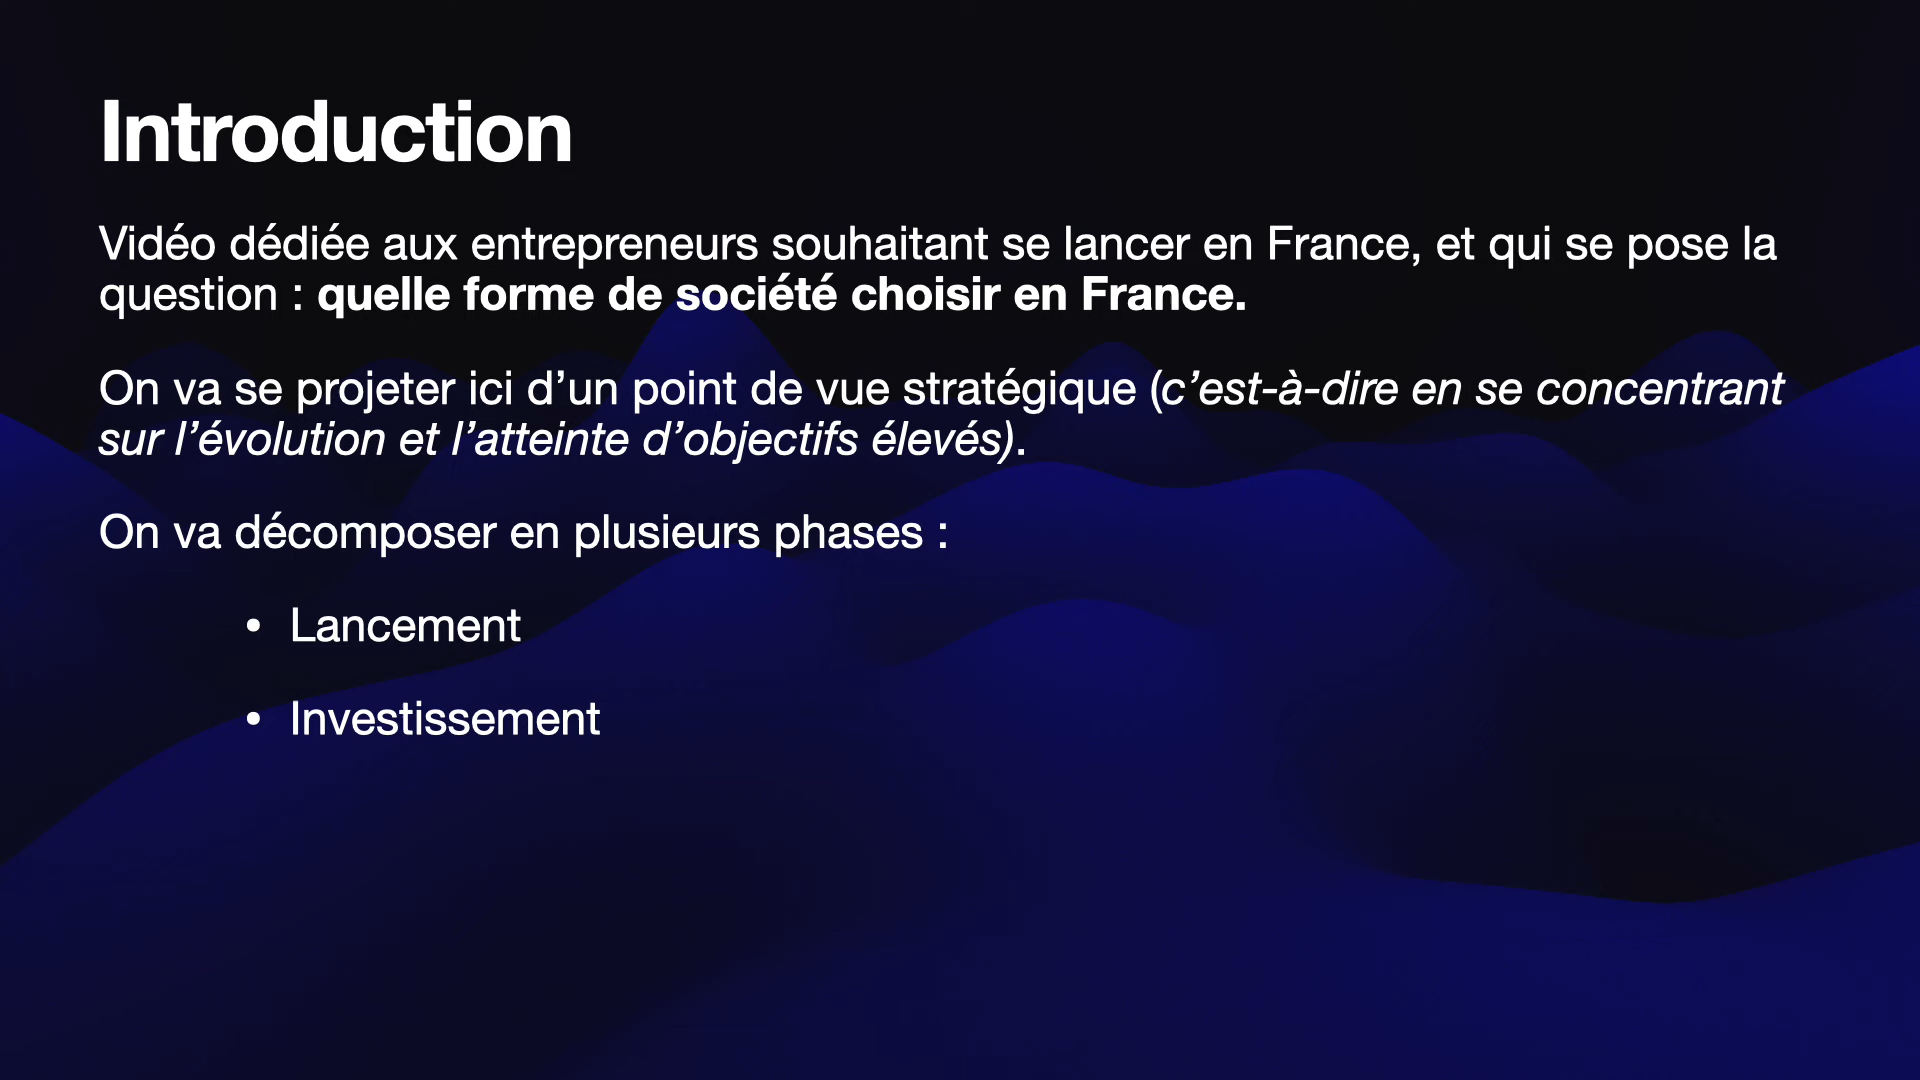 Introduction
Vidéo dédiée aux entrepreneurs souhaitant se lancer en France, et qui se pose la
question : quelle forme de société choisir en France.
On va se projeter ici d’un point de vue stratégique (c’est-à-dire en se concentrant
sur l’évolution et l’atteinte d’objectifs élevés).
On va décomposer en plusieurs phases :
• Lancement
• Investissement